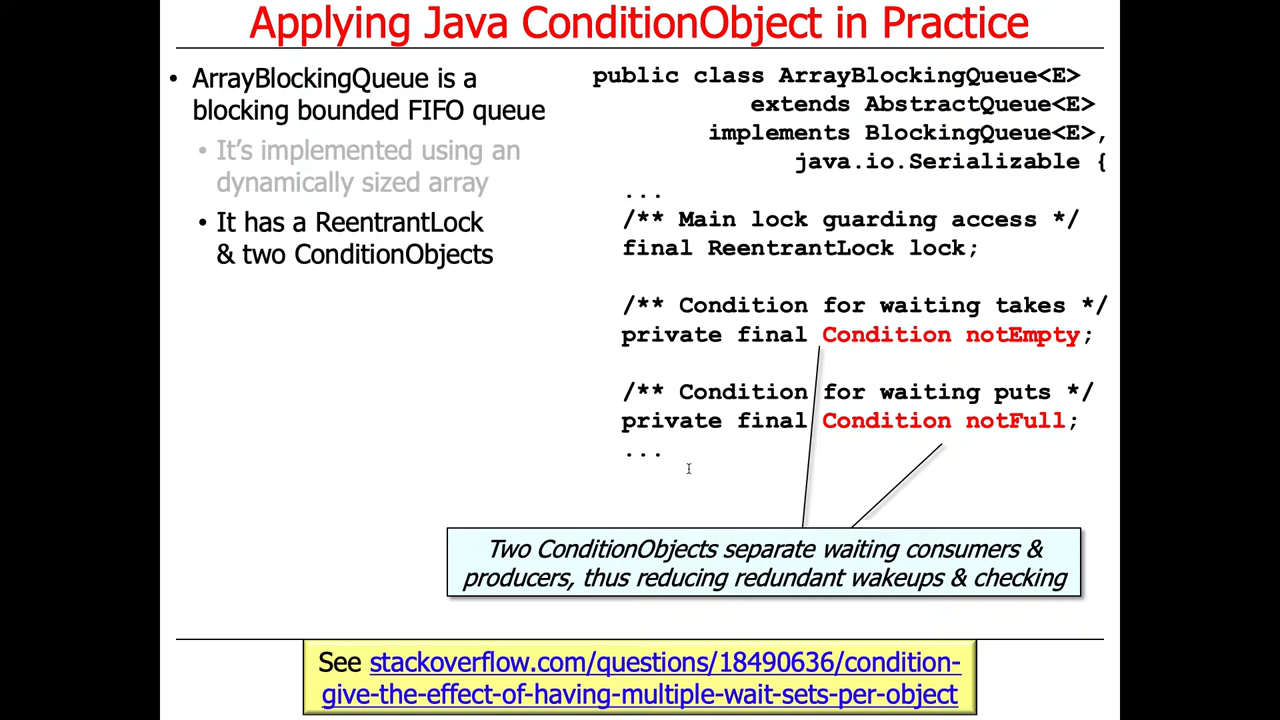 Applying Java ConditionObject in Practice
• ArrayBlockingQueue is a
blocking bounded FIFO queue
• It's implemented using an
dynamically sized array
• It has a ReentrantLock
& two ConditionObjects
public class ArrayBlockingQueue<E>
extends AbstractQueue<E>
implements BlockingQueue<E>,
java.io.Serializable {
...
/** Main lock guarding access */
final ReentrantLock lock;
/** Condition for waiting takes */
private final Condition notEmpty;
/** Condition for waiting puts */
private final Condition notFull;
...
Two ConditionObjects separate waiting consumers &
producers, thus reducing redundant wakeups & checking
See stackoverflow.com/questions/18490636/condition-
give-the-effect-of-having-multiple-wait-sets-per-object